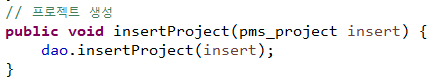 // 프로젝트 생성
public void insertProject(pms_project insert) {
    dao.insertProject(insert);
}